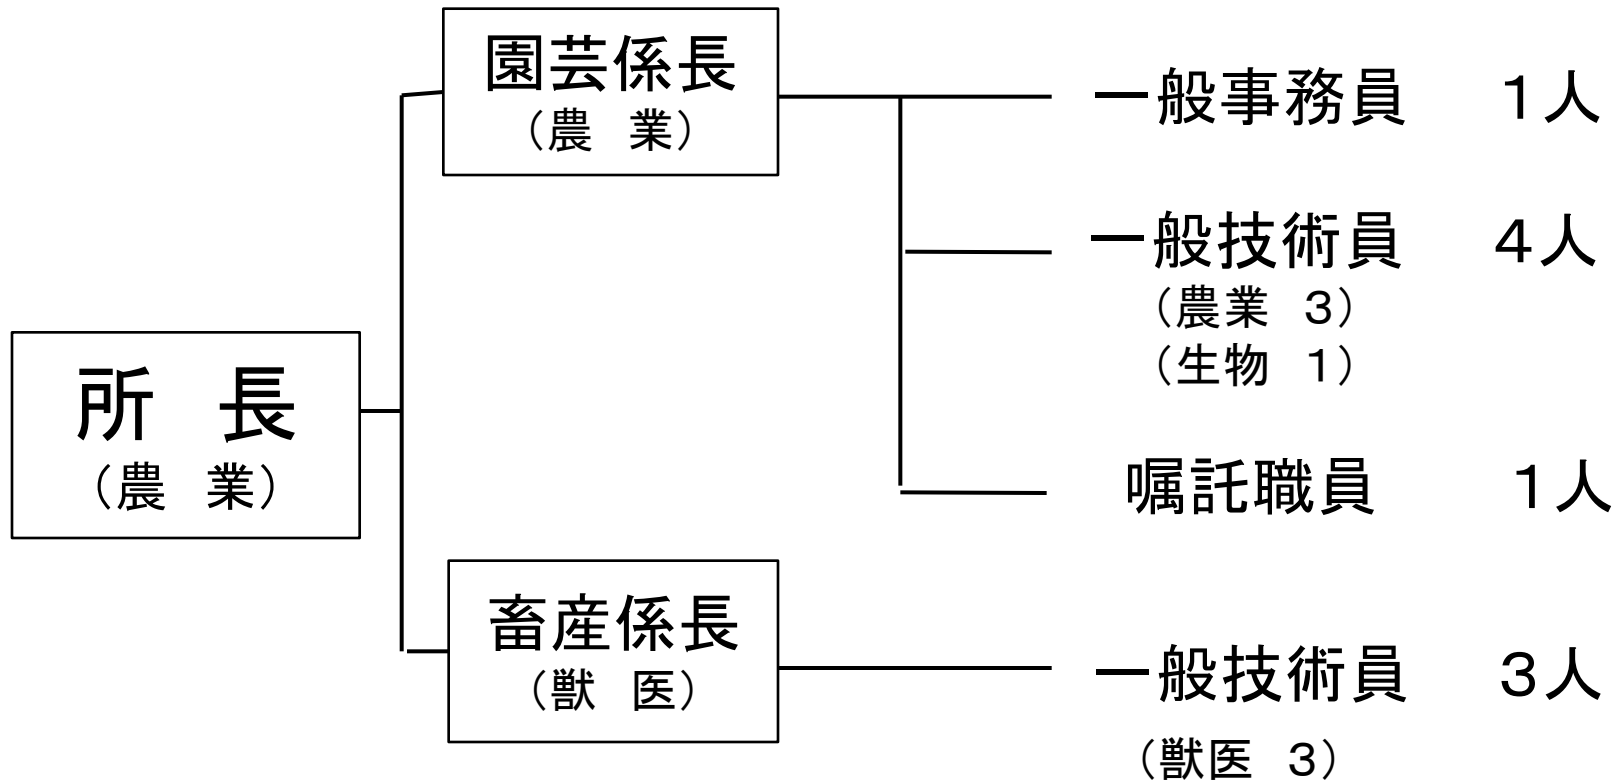 園芸係長
（農　業）
一般事務員　1人
一般技術員　4人
（農業　3）
（生物　1）
所　長
（農　業）
嘱託職員　1人
畜産係長
（獣　医）
一般技術員　3人
（獣医　3）